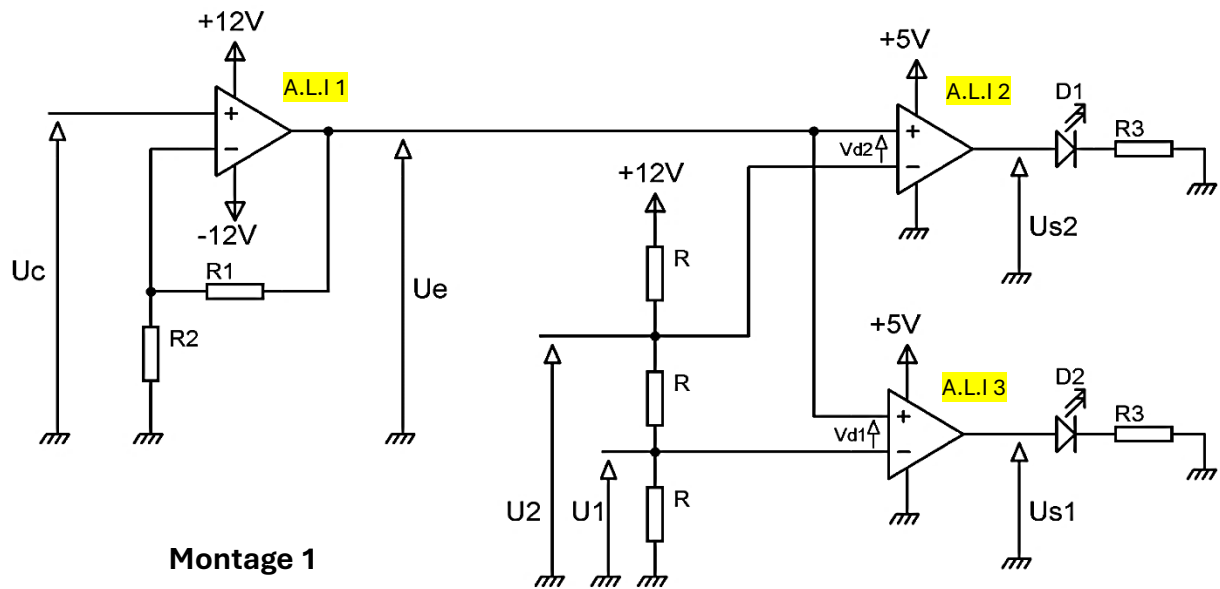 +12V
A.L.I 1
+
−
-12V
Uc
R1
R2
Ue
+5V
A.L.I 2
D1
R3
+
Vd2
−
Us2
+12V
R
R
R
U2
U1
+5V
A.L.I 3
D2
R3
+
Vd1
−
Us1
Montage 1